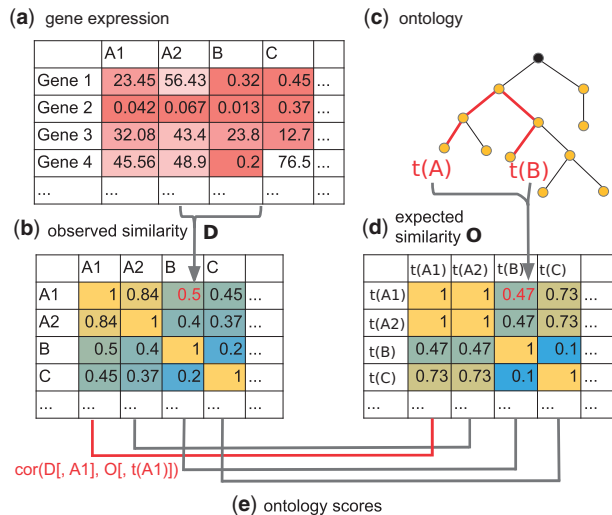 (a) gene expression
A1 A2 B C
Gene 1 23.45 56.43 0.32 0.45 ...
Gene 2 0.042 0.067 0.013 0.37 ...
Gene 3 32.08 43.4 23.8 12.7 ...
Gene 4 45.56 48.9 0.2 76.5 ...
... ... ... ... ...
(c) ontology
t(A) t(B)
(b) observed similarity D
A1 A2 B C
A1 1 0.84 0.5 0.45 ...
A2 0.84 1 0.4 0.37 ...
B 0.5 0.4 1 0.2 ...
C 0.45 0.37 0.2 1 ...
... ... ... ... ...
(d) expected
similarity O
t(A1) t(A2) t(B) t(C)
t(A1) 1 1 0.47 0.73 ...
t(A2) 1 1 0.47 0.73 ...
t(B) 0.47 0.47 1 0.1 ...
t(C) 0.73 0.73 0.1 1 ...
... ... ... ... ...
cor(D[, A1], O[, t(A1)])
(e) ontology scores